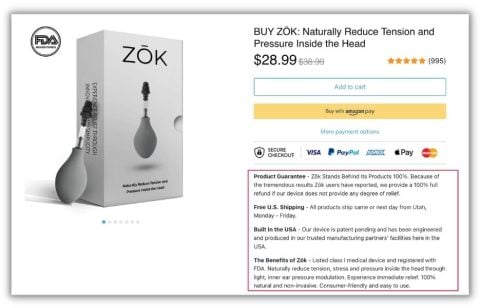 FDA
BUY ZŌK: Naturally Reduce Tension and
Pressure Inside the Head
$28.99 $38.99
(995)
Add to cart
Buy with amazon pay
More payment options
SECURE
CHECKOUT
VISA
PayPal
Pay
ZŌK
EXPERIENCE RELIEF THROUGH
Naturally Reduce Tension and
Pressure Inside the Head
Product Guarantee - Zōk Stands Behind Its Products 100%. Because of
the tremendous results Zōk users have reported, we provide a 100% full
refund if our device does not provide any degree of relief.
Free U.S. Shipping - All products ship same or next day from Utah,
Monday - Friday.
Built In the USA - Our device is patent pending and has been engineered
and produced in our trusted manufacturing partners' facilities here in the
USA.
The Benefits of Zōk - Listed class I medical device and registered with
FDA. Naturally reduce tension, stress and pressure inside the head through
light, inner ear pressure modulation. Experience immediate relief. 100%
natural and non-invasive. Consumer-friendly and easy to use.